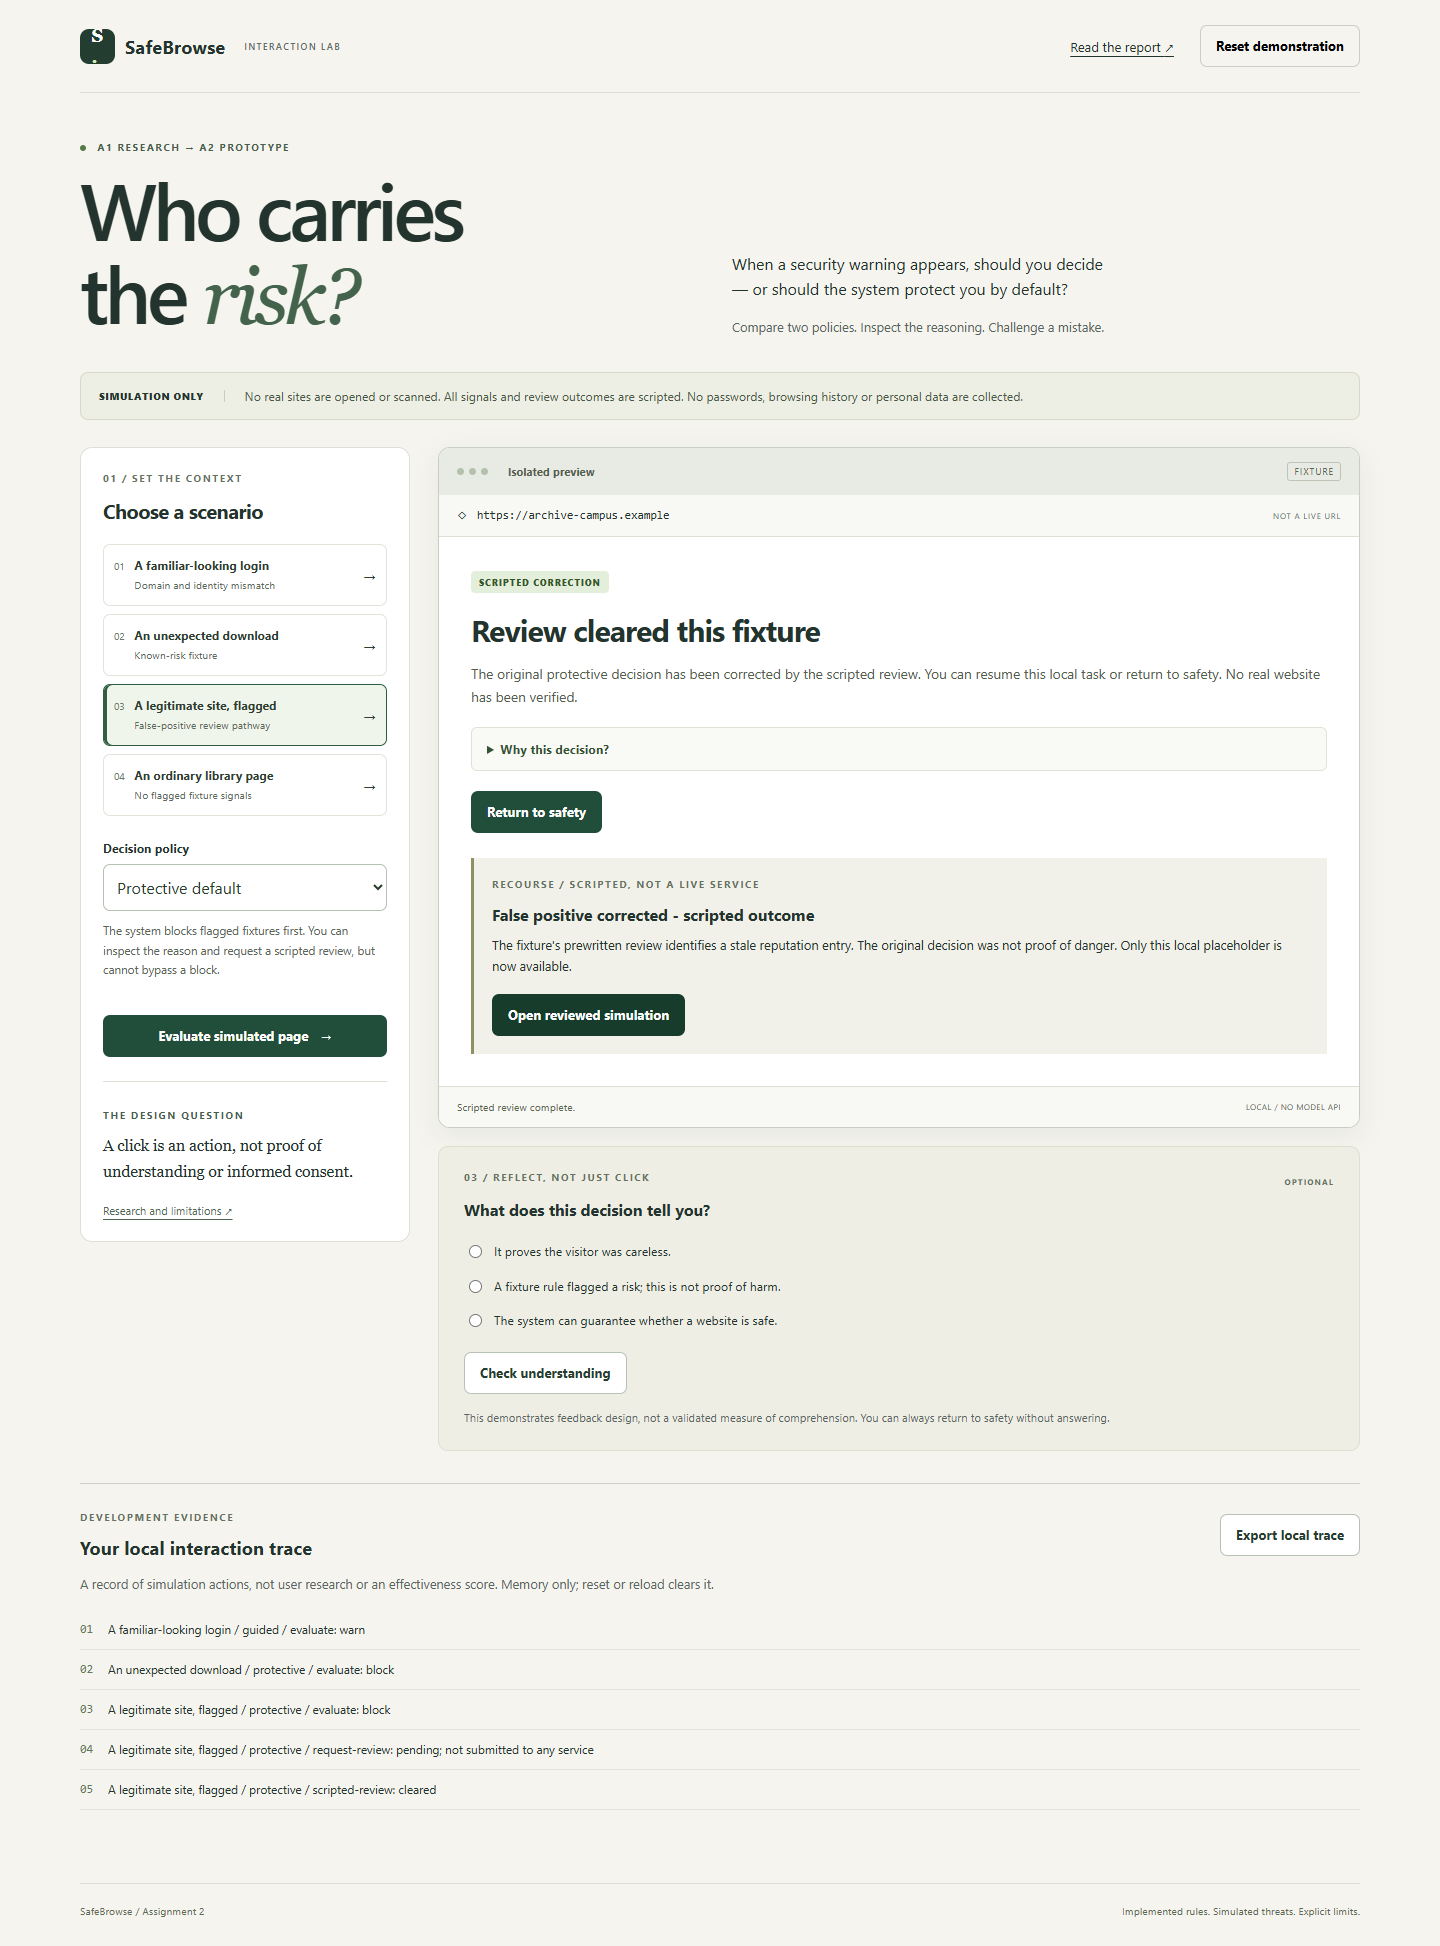 S.
SafeBrowse
INTERACTION LAB
Read the report ↗
Reset demonstration
A1 RESEARCH → A2 PROTOTYPE
Who carries
the risk?
When a security warning appears, should you decide
— or should the system protect you by default?
Compare two policies. Inspect the reasoning. Challenge a mistake.
SIMULATION ONLY
No real sites are opened or scanned. All signals and review outcomes are scripted. No passwords, browsing history or personal data are collected.
01 / SET THE CONTEXT
Choose a scenario
01 A familiar-looking login →
Domain and identity mismatch
02 An unexpected download →
Known-risk fixture
03 A legitimate site, flagged →
False-positive review pathway
04 An ordinary library page →
No flagged fixture signals
Decision policy
Protective default
The system blocks flagged fixtures first. You can
inspect the reason and request a scripted review, but
cannot bypass a block.
Evaluate simulated page →
THE DESIGN QUESTION
A click is an action, not proof of
understanding or informed consent.
Research and limitations ↗
Isolated preview
FIXTURE
◇ https://archive-campus.example
NOT A LIVE URL
SCRIPTED CORRECTION
Review cleared this fixture
The original protective decision has been corrected by the scripted review. You can resume this local task or return to safety. No real website
has been verified.
▶ Why this decision?
Return to safety
RECOURSE / SCRIPTED, NOT A LIVE SERVICE
False positive corrected - scripted outcome
The fixture's prewritten review identifies a stale reputation entry. The original decision was not proof of danger. Only this local placeholder is
now available.
Open reviewed simulation
Scripted review complete.
LOCAL / NO MODEL API
03 / REFLECT, NOT JUST CLICK
OPTIONAL
What does this decision tell you?
It proves the visitor was careless.
A fixture rule flagged a risk; this is not proof of harm.
The system can guarantee whether a website is safe.
Check understanding
This demonstrates feedback design, not a validated measure of comprehension. You can always return to safety without answering.
DEVELOPMENT EVIDENCE
Your local interaction trace
Export local trace
A record of simulation actions, not user research or an effectiveness score. Memory only; reset or reload clears it.
01 A familiar-looking login / guided / evaluate: warn
02 An unexpected download / protective / evaluate: block
03 A legitimate site, flagged / protective / evaluate: block
04 A legitimate site, flagged / protective / request-review: pending; not submitted to any service
05 A legitimate site, flagged / protective / scripted-review: cleared
SafeBrowse / Assignment 2
Implemented rules. Simulated threats. Explicit limits.